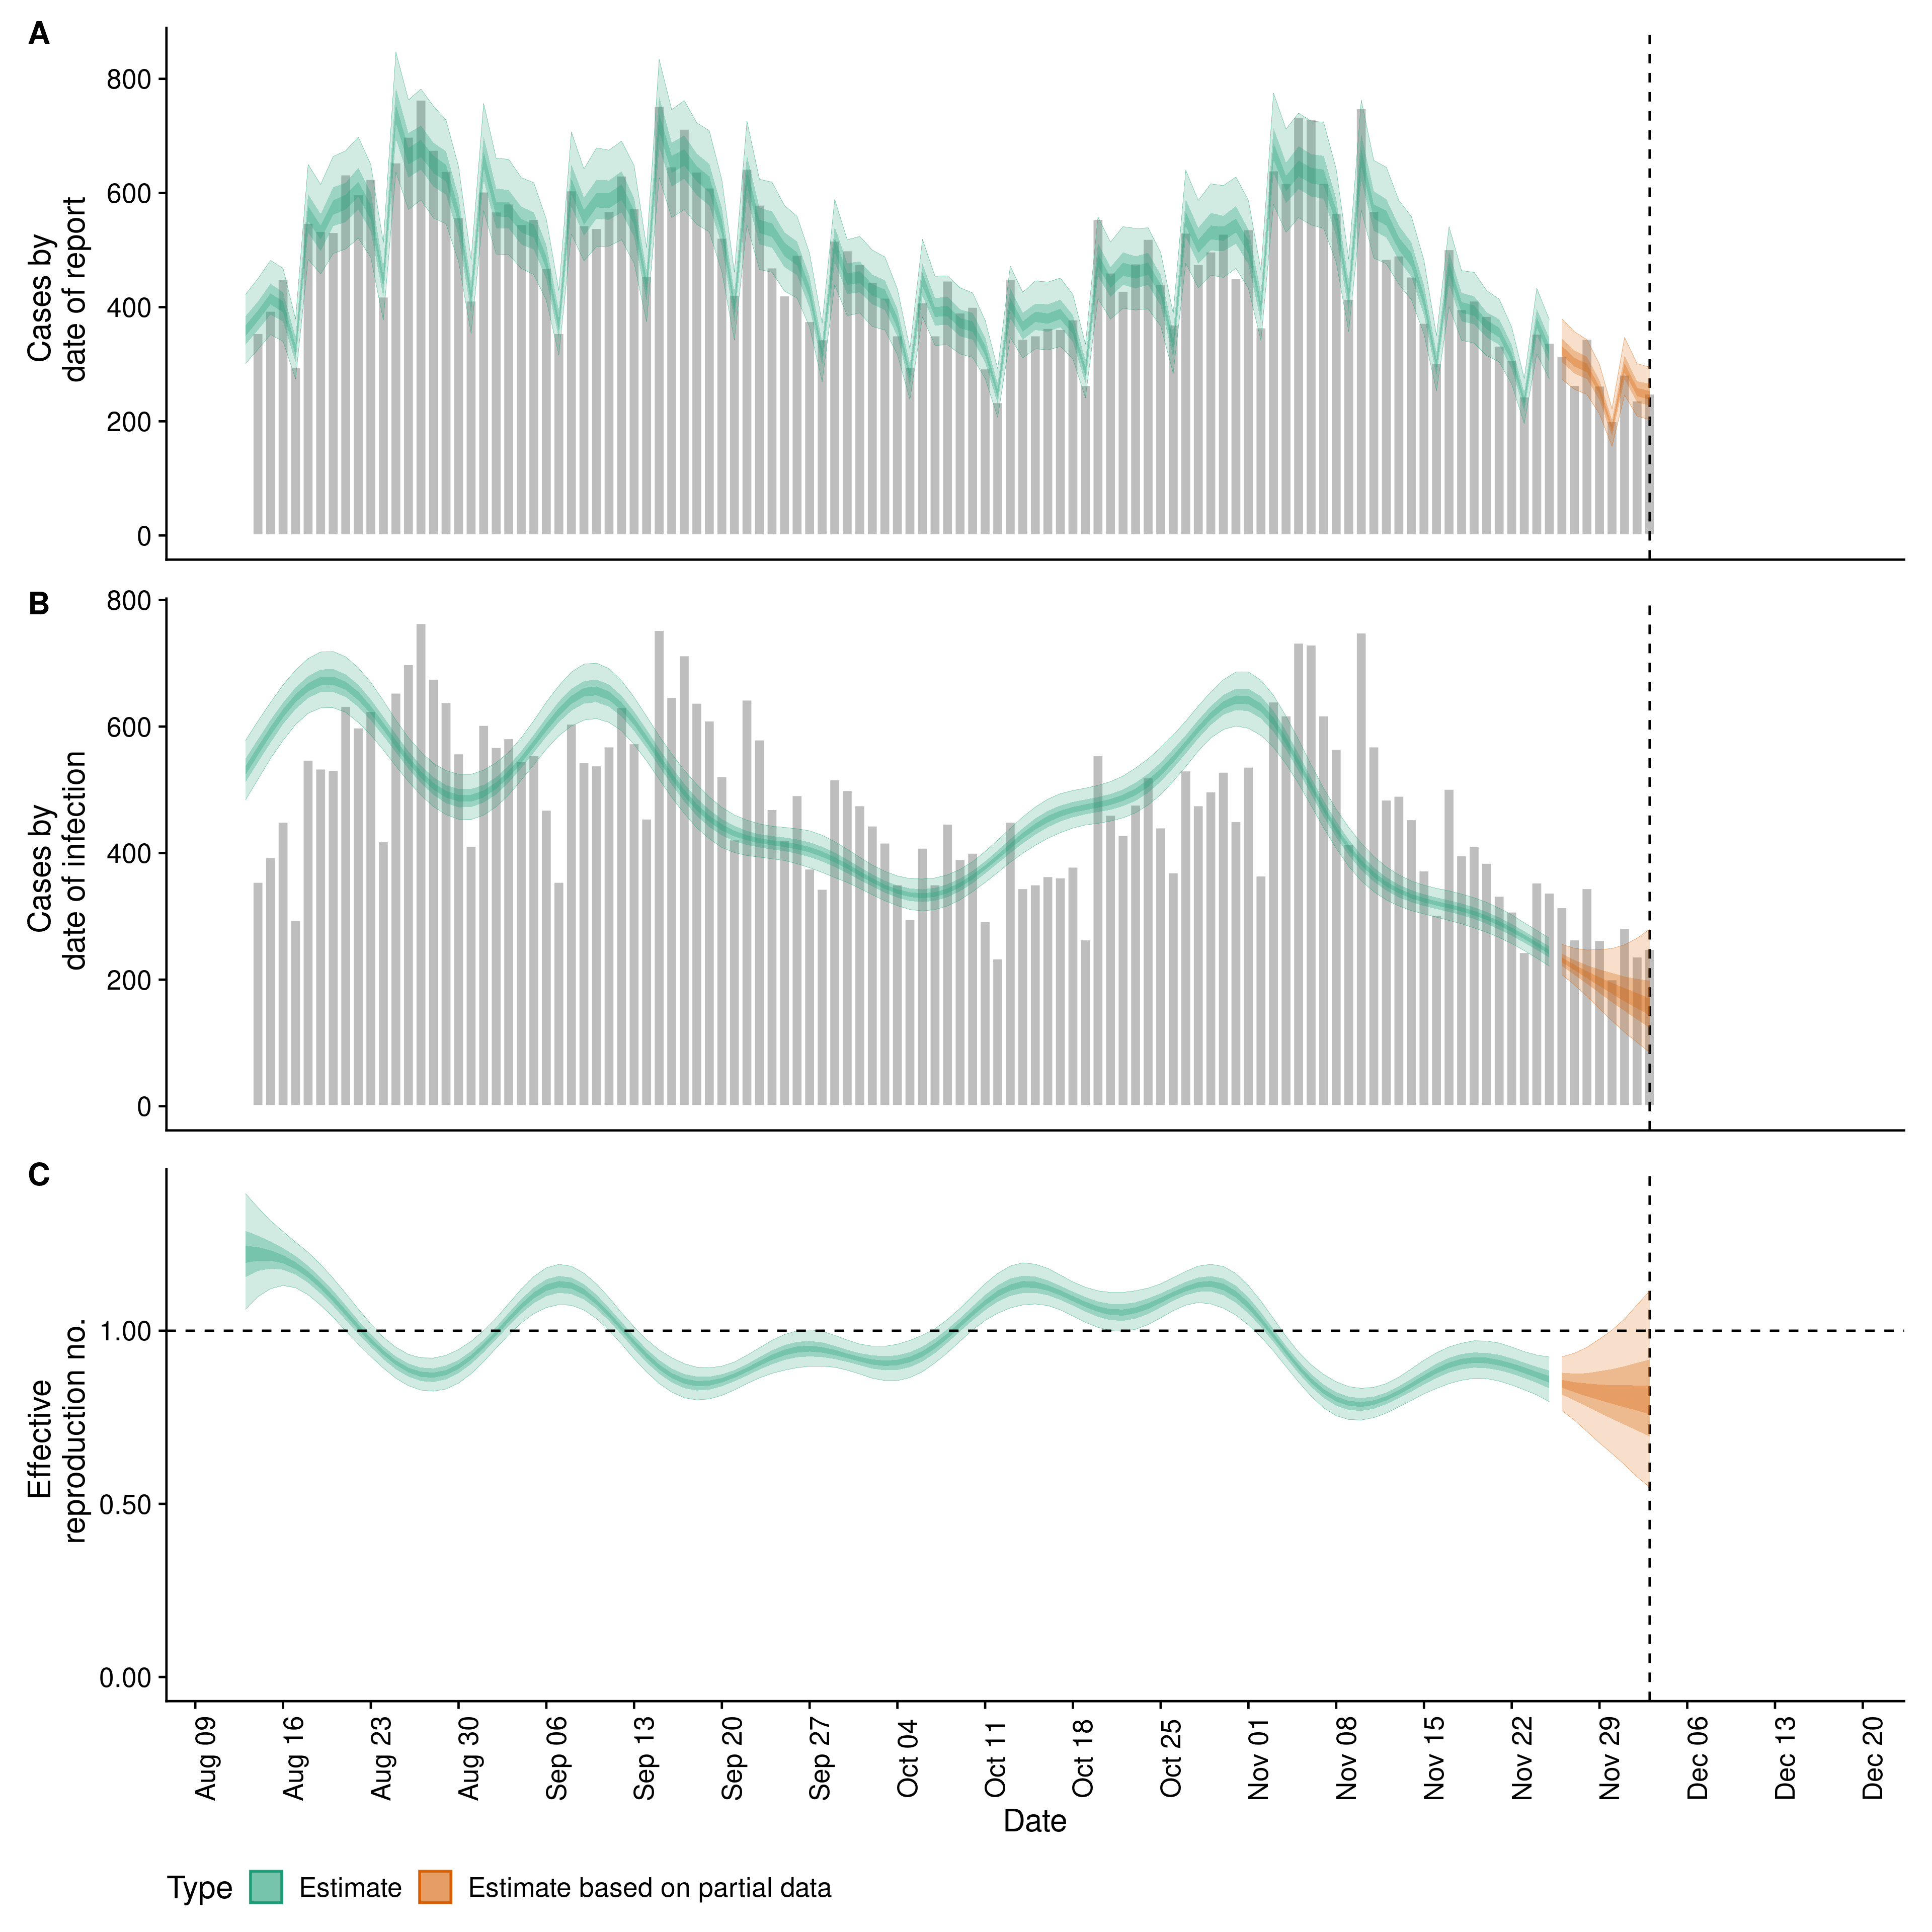 A
800
600
400
200
0
Cases by
date of report
B
800
600
400
200
0
Cases by
date of infection
C
1.00
0.50
0.00
Effective
reproduction no.
Aug 09
Aug 16
Aug 23
Aug 30
Sep 06
Sep 13
Sep 20
Sep 27
Oct 04
Oct 11
Oct 18
Oct 25
Nov 01
Nov 08
Nov 15
Nov 22
Nov 29
Dec 06
Dec 13
Dec 20
Date
Type Estimate Estimate based on partial data